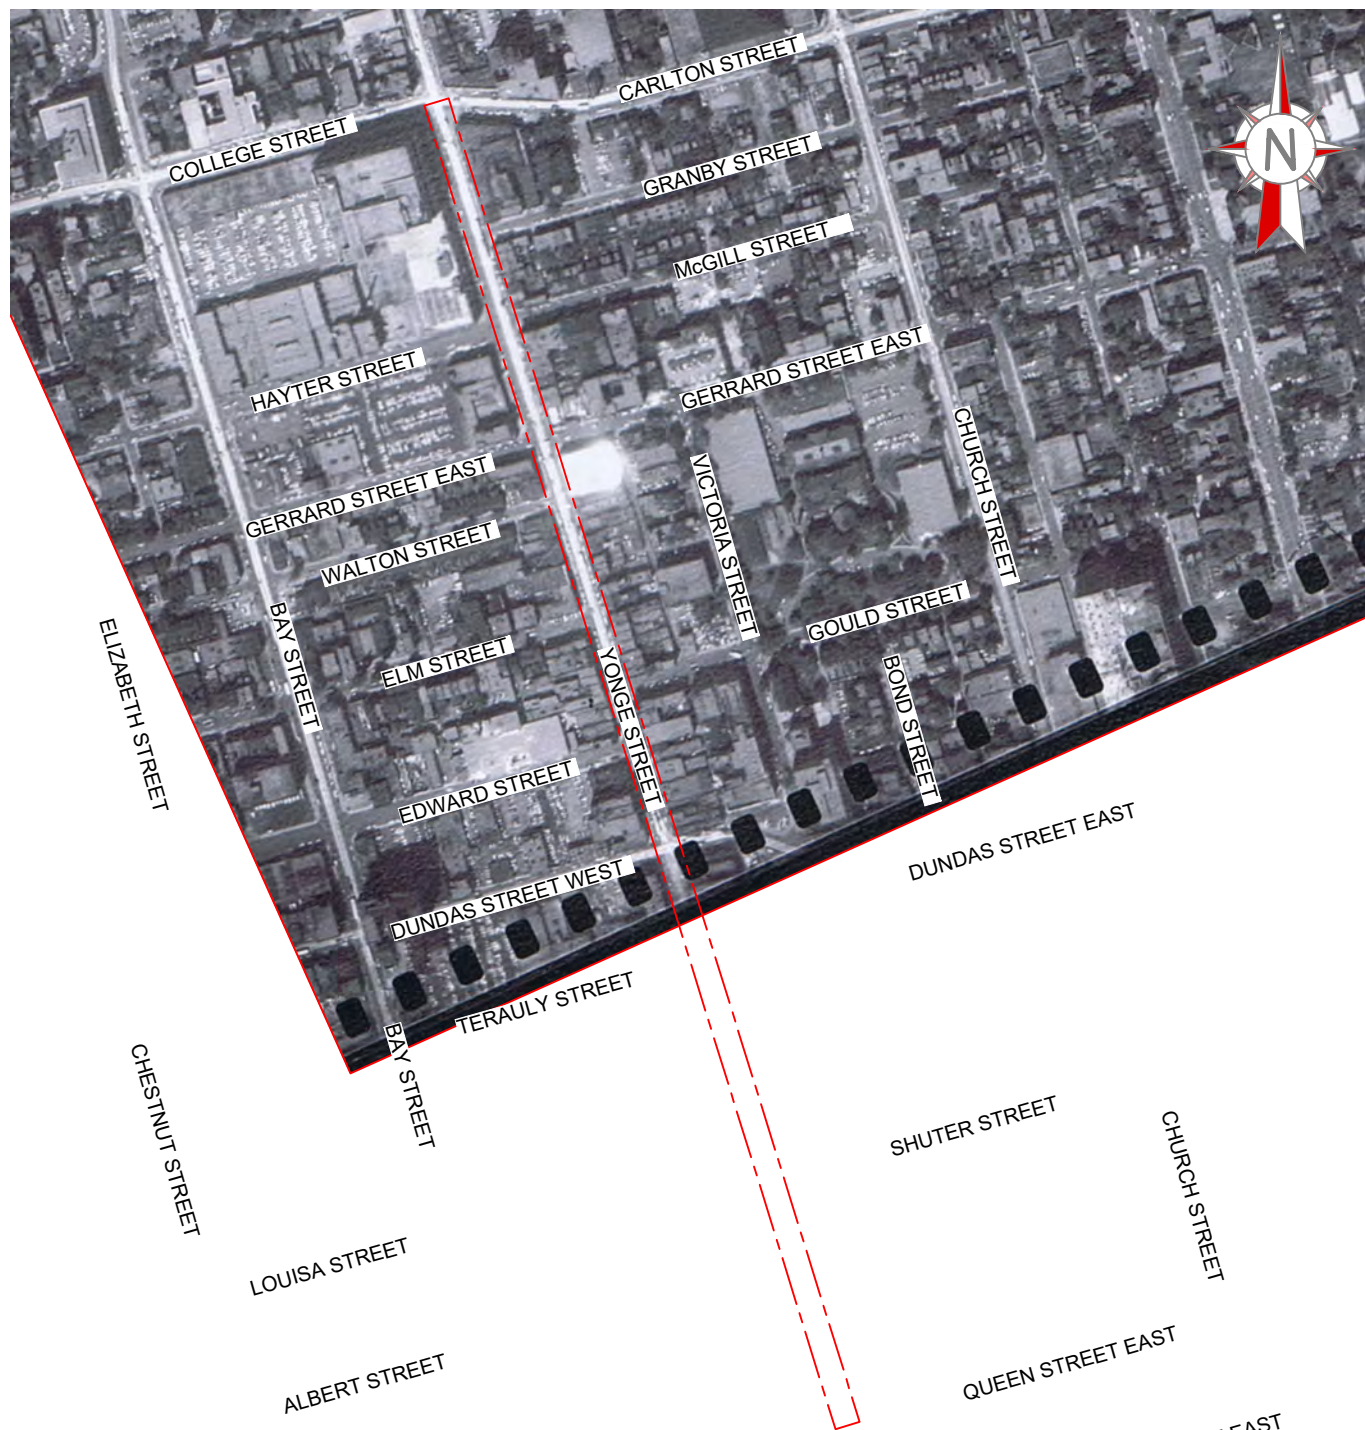 CARLTON STREET
COLLEGE STREET
GRANBY STREET
N
McGILL STREET
HAYTER STREET
GERRARD STREET EAST
GERRARD STREET EAST
CHURCH STREET
VICTORIA STREET
WALTON STREET
BAY STREET
GOULD STREET
ELIZABETH STREET
ELM STREET
YONGE STREET
BOND STREET
EDWARD STREET
DUNDAS STREET WEST
DUNDAS STREET EAST
TERAULY STREET
BAY STREET
CHESTNUT STREET
SHUTER STREET
CHURCH STREET
LOUISA STREET
ALBERT STREET
QUEEN STREET EAST
EAST